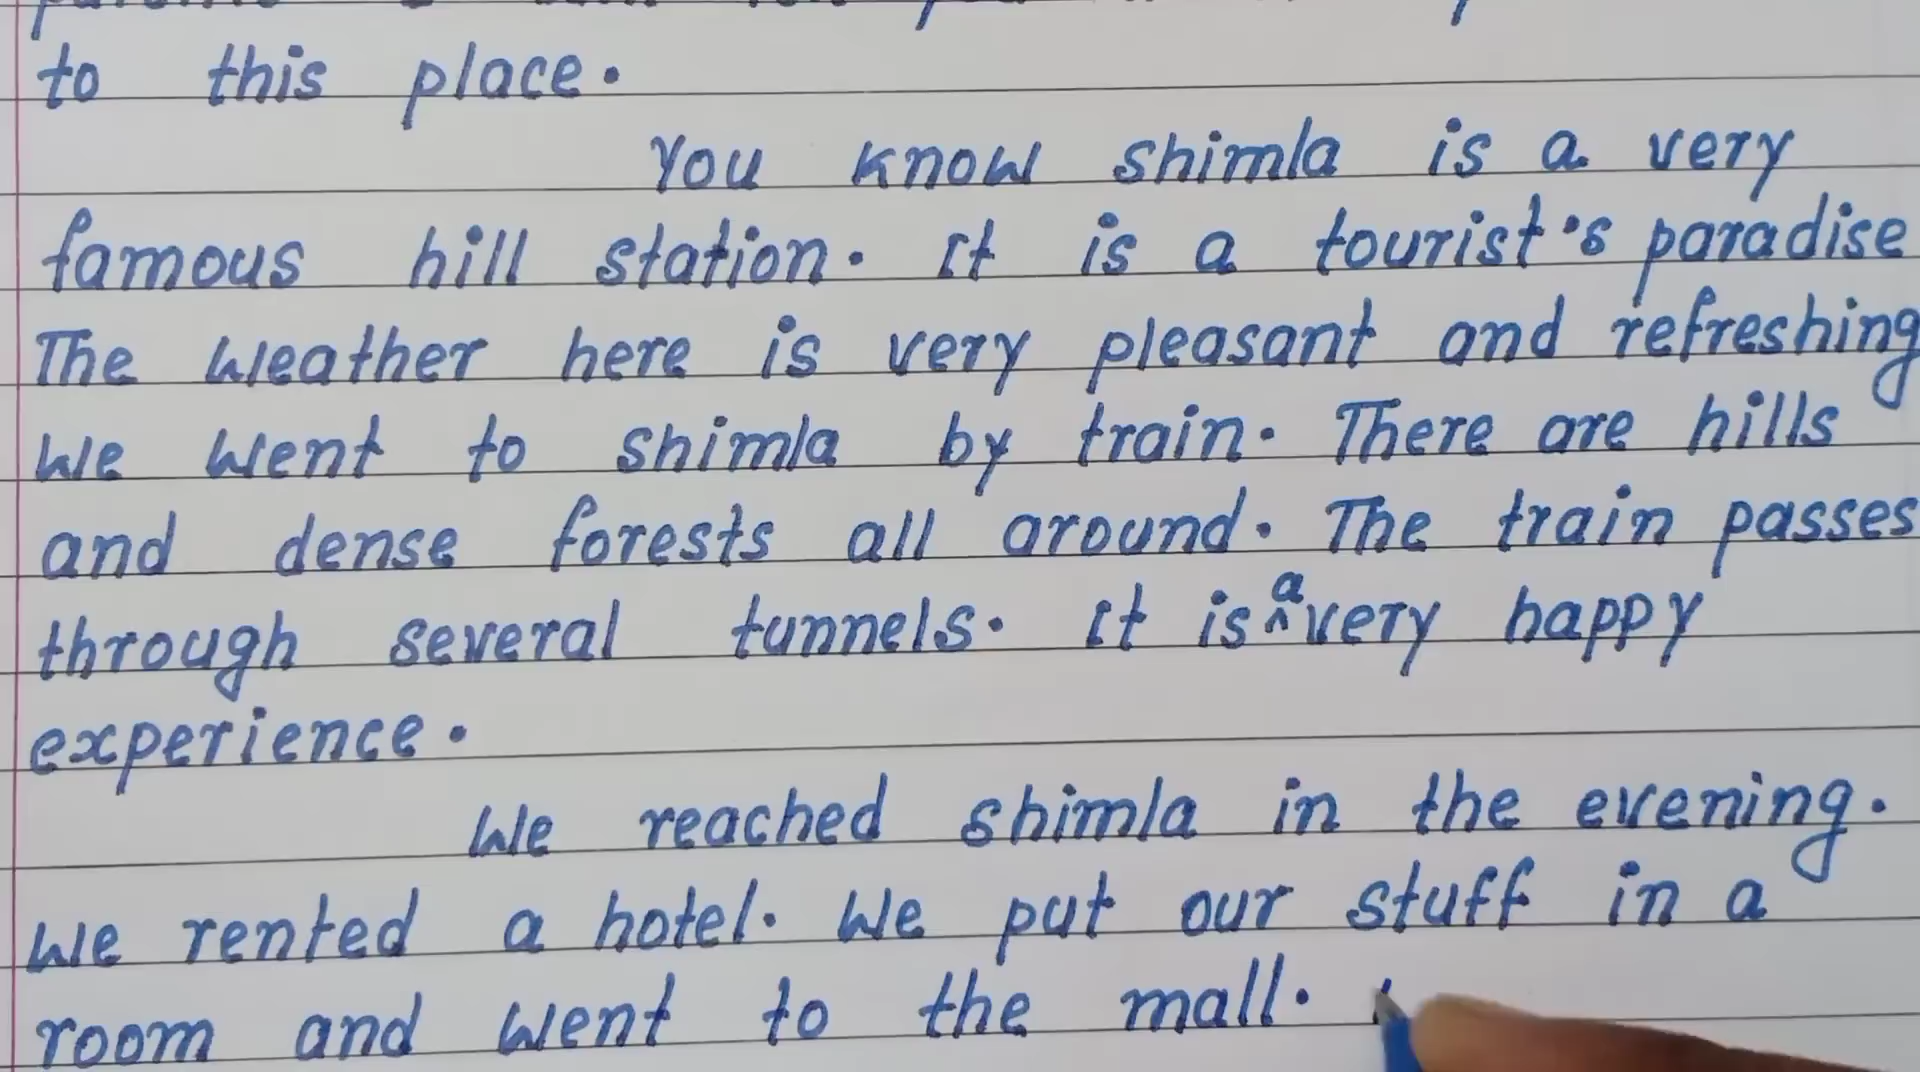 to this place.
You know shimla is a very
famous hill station. It is a tourist's paradise
The weather here is very pleasant and refreshing
We went to shimla by train. There are hills
and dense forests all around. The train passes
through several tunnels. It is a very happy
experience.
We reached shimla in the evening.
We rented a hotel. We put our stuff in a
room and went to the mall.